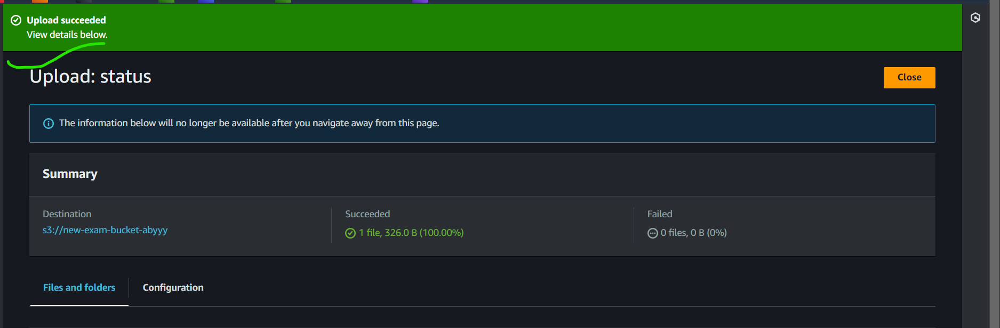 Upload succeeded
View details below.
Upload: status
Close
The information below will no longer be available after you navigate away from this page.
Summary
Destination
s3://new-exam-bucket-abyyy
Succeeded
1 file, 326.0 B (100.00%)
Failed
0 files, 0 B (0%)
Files and folders
Configuration